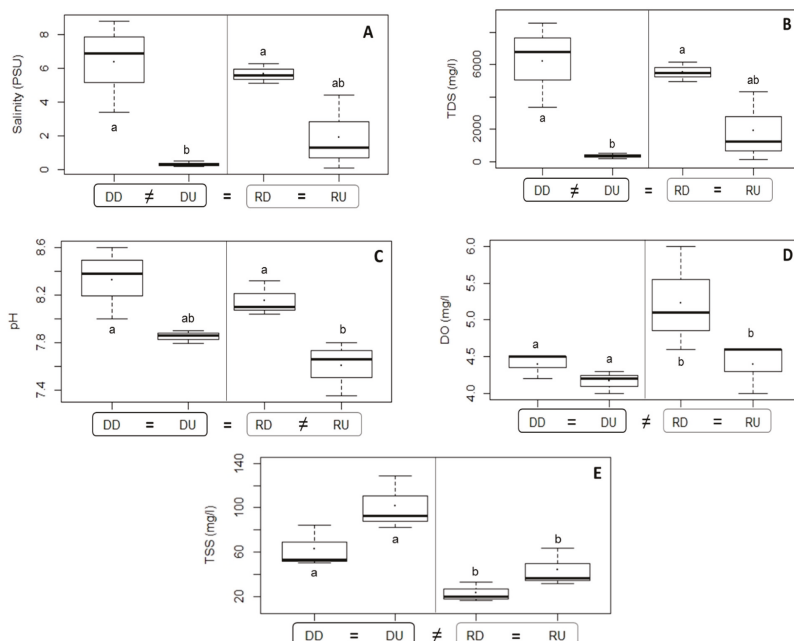 A
Salinity (PSU)
8
6
4
2
0
a
b
a
ab
DD ≠ DU = RD = RU
B
TDS (mg/l)
6000
2000
0
a
b
a
ab
DD ≠ DU = RD = RU
C
pH
8.6
8.2
7.8
7.4
a
ab
a
b
DD = DU = RD ≠ RU
D
DO (mg/l
6.0
5.5
5.0
4.5
4.0
a
a
b
b
DD = DU ≠ RD = RU
E
TSS (mg/l)
140
100
60
20
a
a
b
b
DD = DU ≠ RD = RU